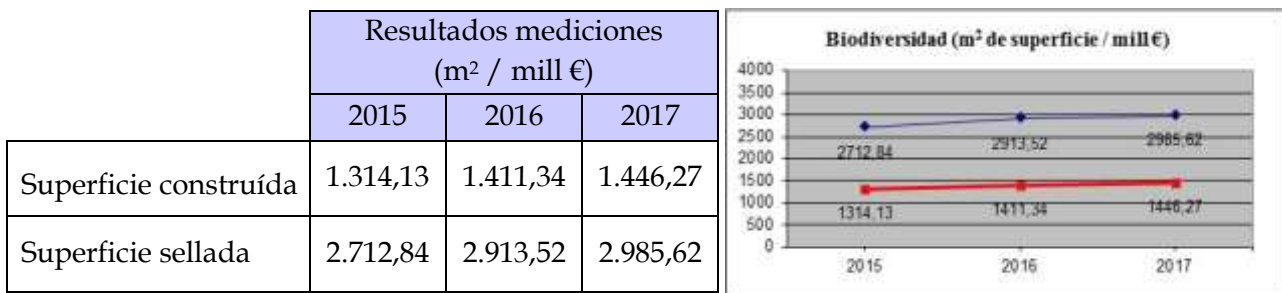 Resultados mediciones
(m² / mill €)
2015 2016 2017
Superficie construída 1.314,13 1.411,34 1.446,27
Superficie sellada 2.712,84 2.913,52 2.985,62
Biodiversidad (m² de superficie / mill €)
4000
3500
3000
2500
2000
1500
1000
500
0
2712,84 2913,52 2985,62
1314,13 1411,34 1446,27
2015 2016 2017